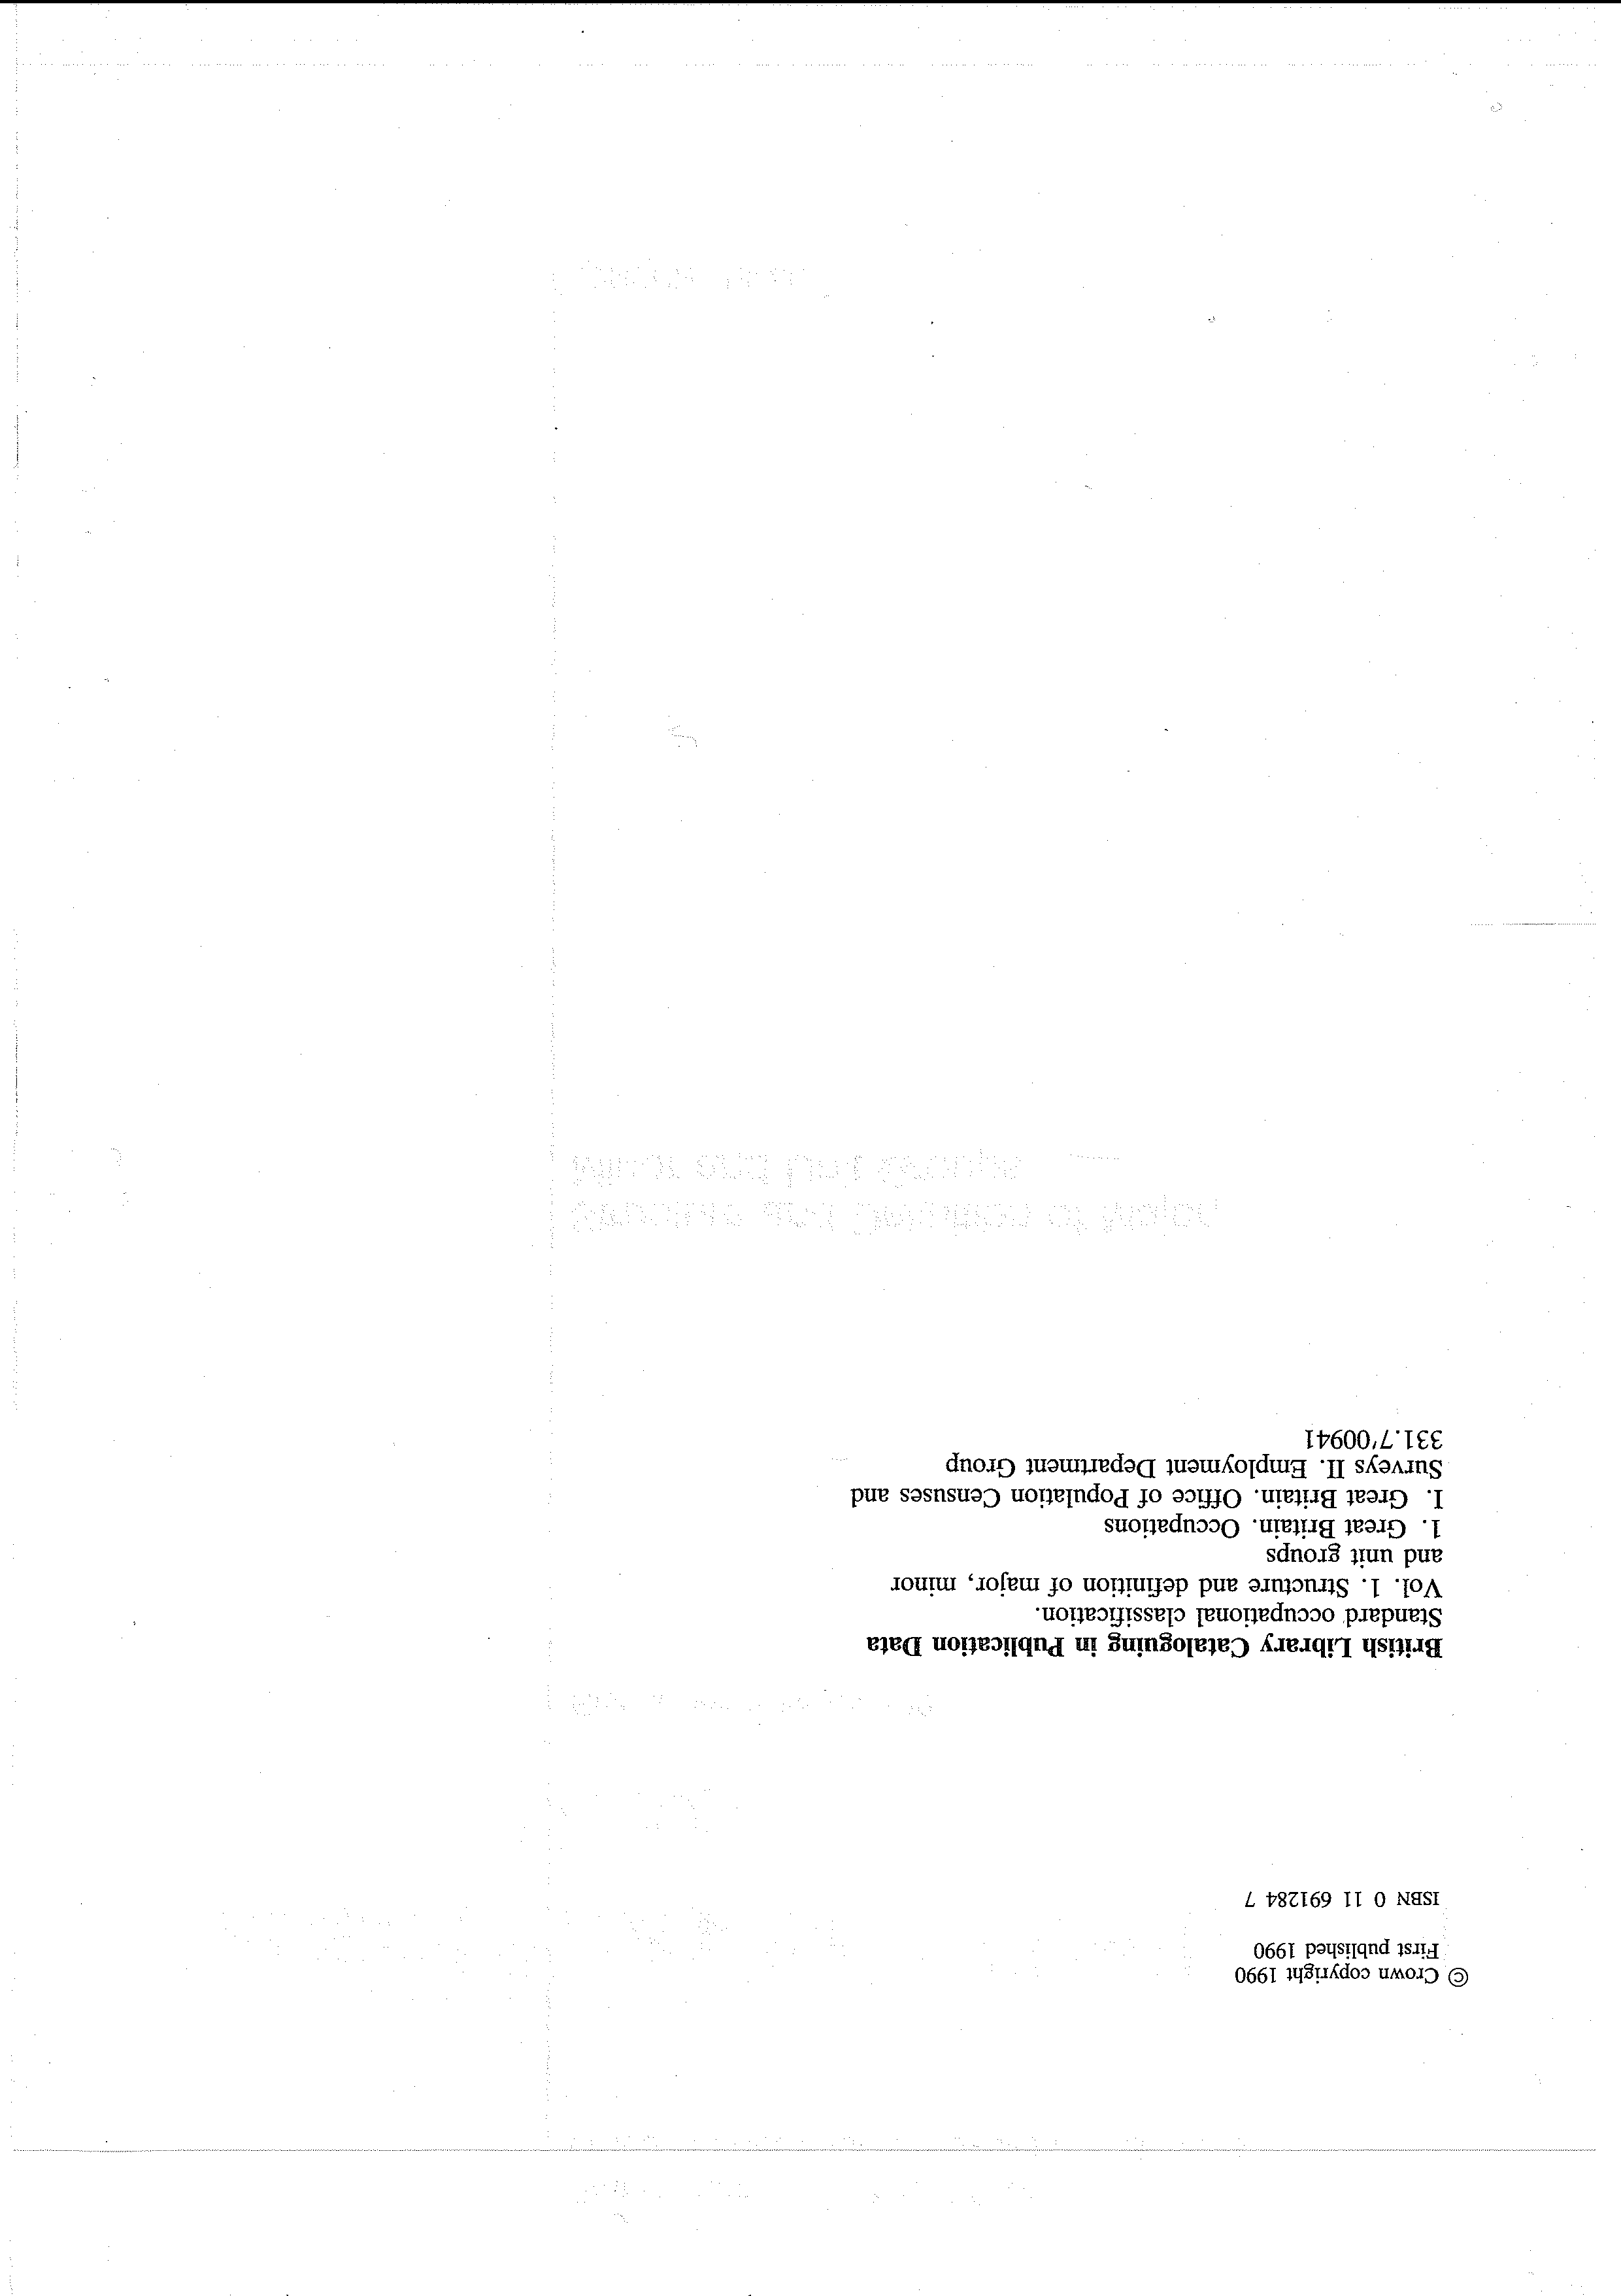 © Crown copyright 1990
First published 1990
ISBN 0 11 691284 7
British Library Cataloguing in Publication Data
Standard occupational classification.
Vol. 1. Structure and definition of major, minor
and unit groups
1. Great Britain. Occupations
I. Great Britain. Office of Population Censuses and
Surveys II. Employment Department Group
331.7'00941